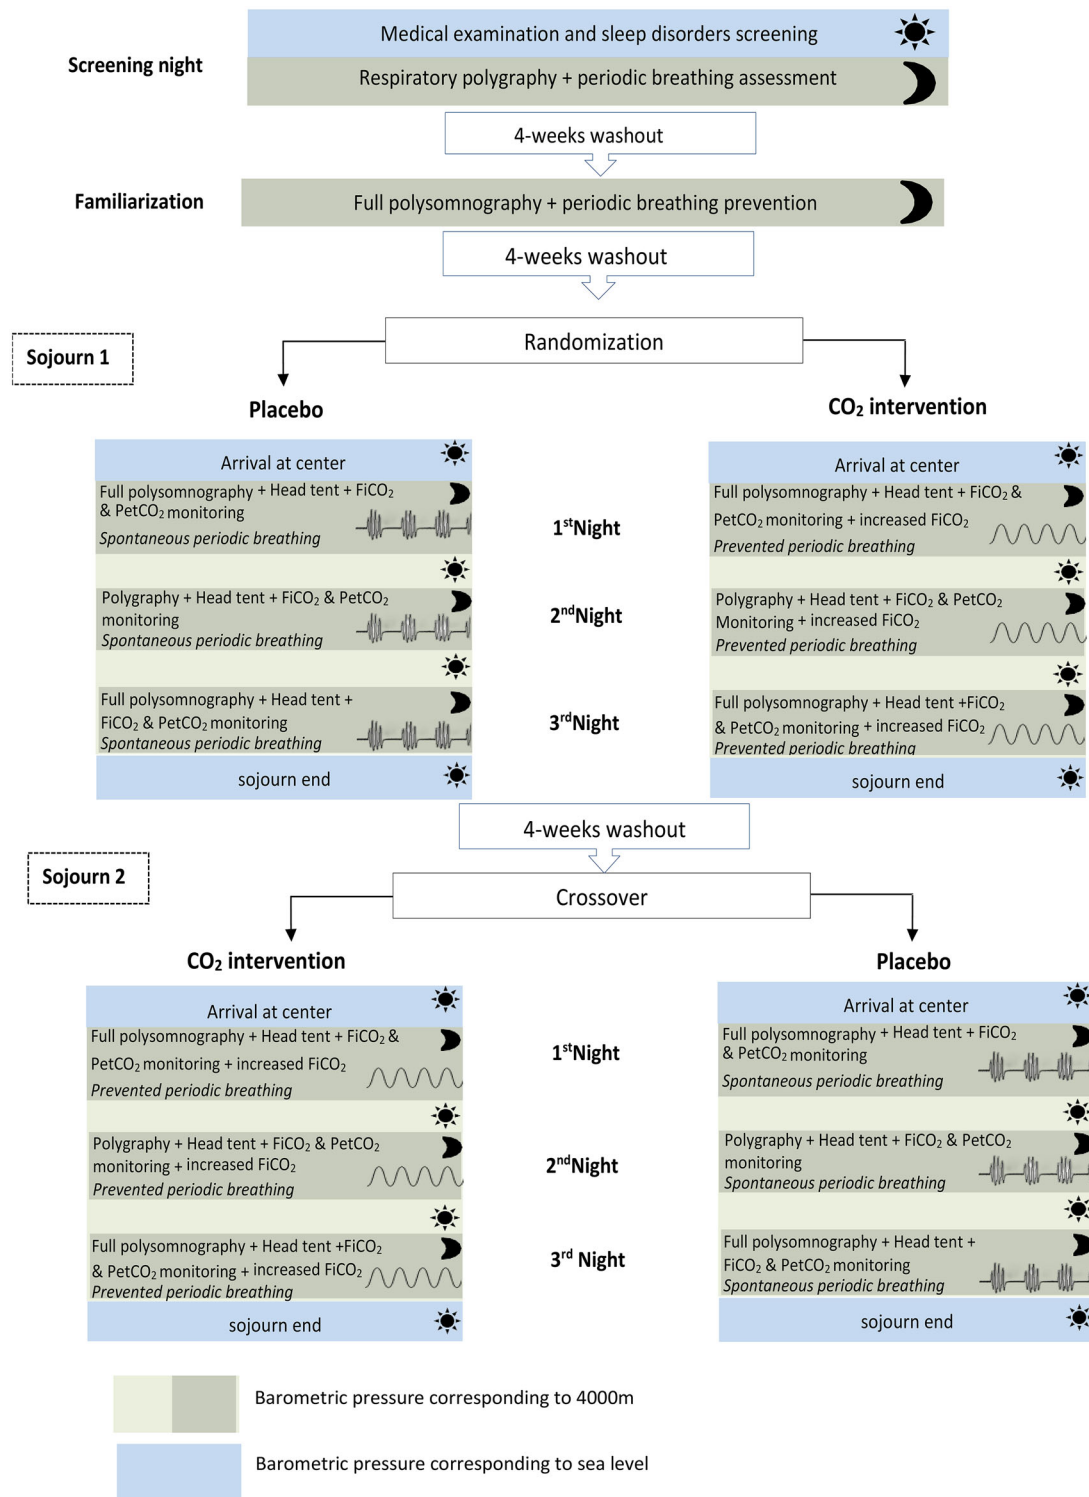 Medical examination and sleep disorders screening
Screening night
Respiratory polygraphy + periodic breathing assessment
4-weeks washout
Familiarization
Full polysomnography + periodic breathing prevention
4-weeks washout
Sojourn 1
Randomization
Placebo
CO₂ intervention
Arrival at center
Full polysomnography + Head tent + FiCO₂
& PetCO₂ monitoring
Spontaneous periodic breathing
1ˢᵗNight
Arrival at center
Full polysomnography + Head tent + FiCO₂ &
PetCO₂ monitoring + increased FiCO₂
Prevented periodic breathing
Polygraphy + Head tent + FiCO₂ & PetCO₂
monitoring
Spontaneous periodic breathing
2ⁿᵈNight
Polygraphy + Head tent + FiCO₂ & PetCO₂
Monitoring + increased FiCO₂
Prevented periodic breathing
Full polysomnography + Head tent +
FiCO₂ & PetCO₂ monitoring
Spontaneous periodic breathing
3ʳᵈNight
Full polysomnography + Head tent +FiCO₂
& PetCO₂ monitoring + increased FiCO₂
Prevented periodic breathing
sojourn end
sojourn end
4-weeks washout
Sojourn 2
Crossover
CO₂ intervention
Placebo
Arrival at center
Full polysomnography + Head tent + FiCO₂ &
PetCO₂ monitoring + increased FiCO₂
Prevented periodic breathing
1ˢᵗNight
Arrival at center
Full polysomnography + Head tent + FiCO₂
& PetCO₂ monitoring
Spontaneous periodic breathing
Polygraphy + Head tent + FiCO₂ & PetCO₂
monitoring + increased FiCO₂
Prevented periodic breathing
2ⁿᵈNight
Polygraphy + Head tent + FiCO₂ & PetCO₂
monitoring
Spontaneous periodic breathing
Full polysomnography + Head tent +FiCO₂
& PetCO₂ monitoring + increased FiCO₂
Prevented periodic breathing
3ʳᵈ Night
Full polysomnography + Head tent +
FiCO₂ & PetCO₂ monitoring
Spontaneous periodic breathing
sojourn end
sojourn end
Barometric pressure corresponding to 4000m
Barometric pressure corresponding to sea level